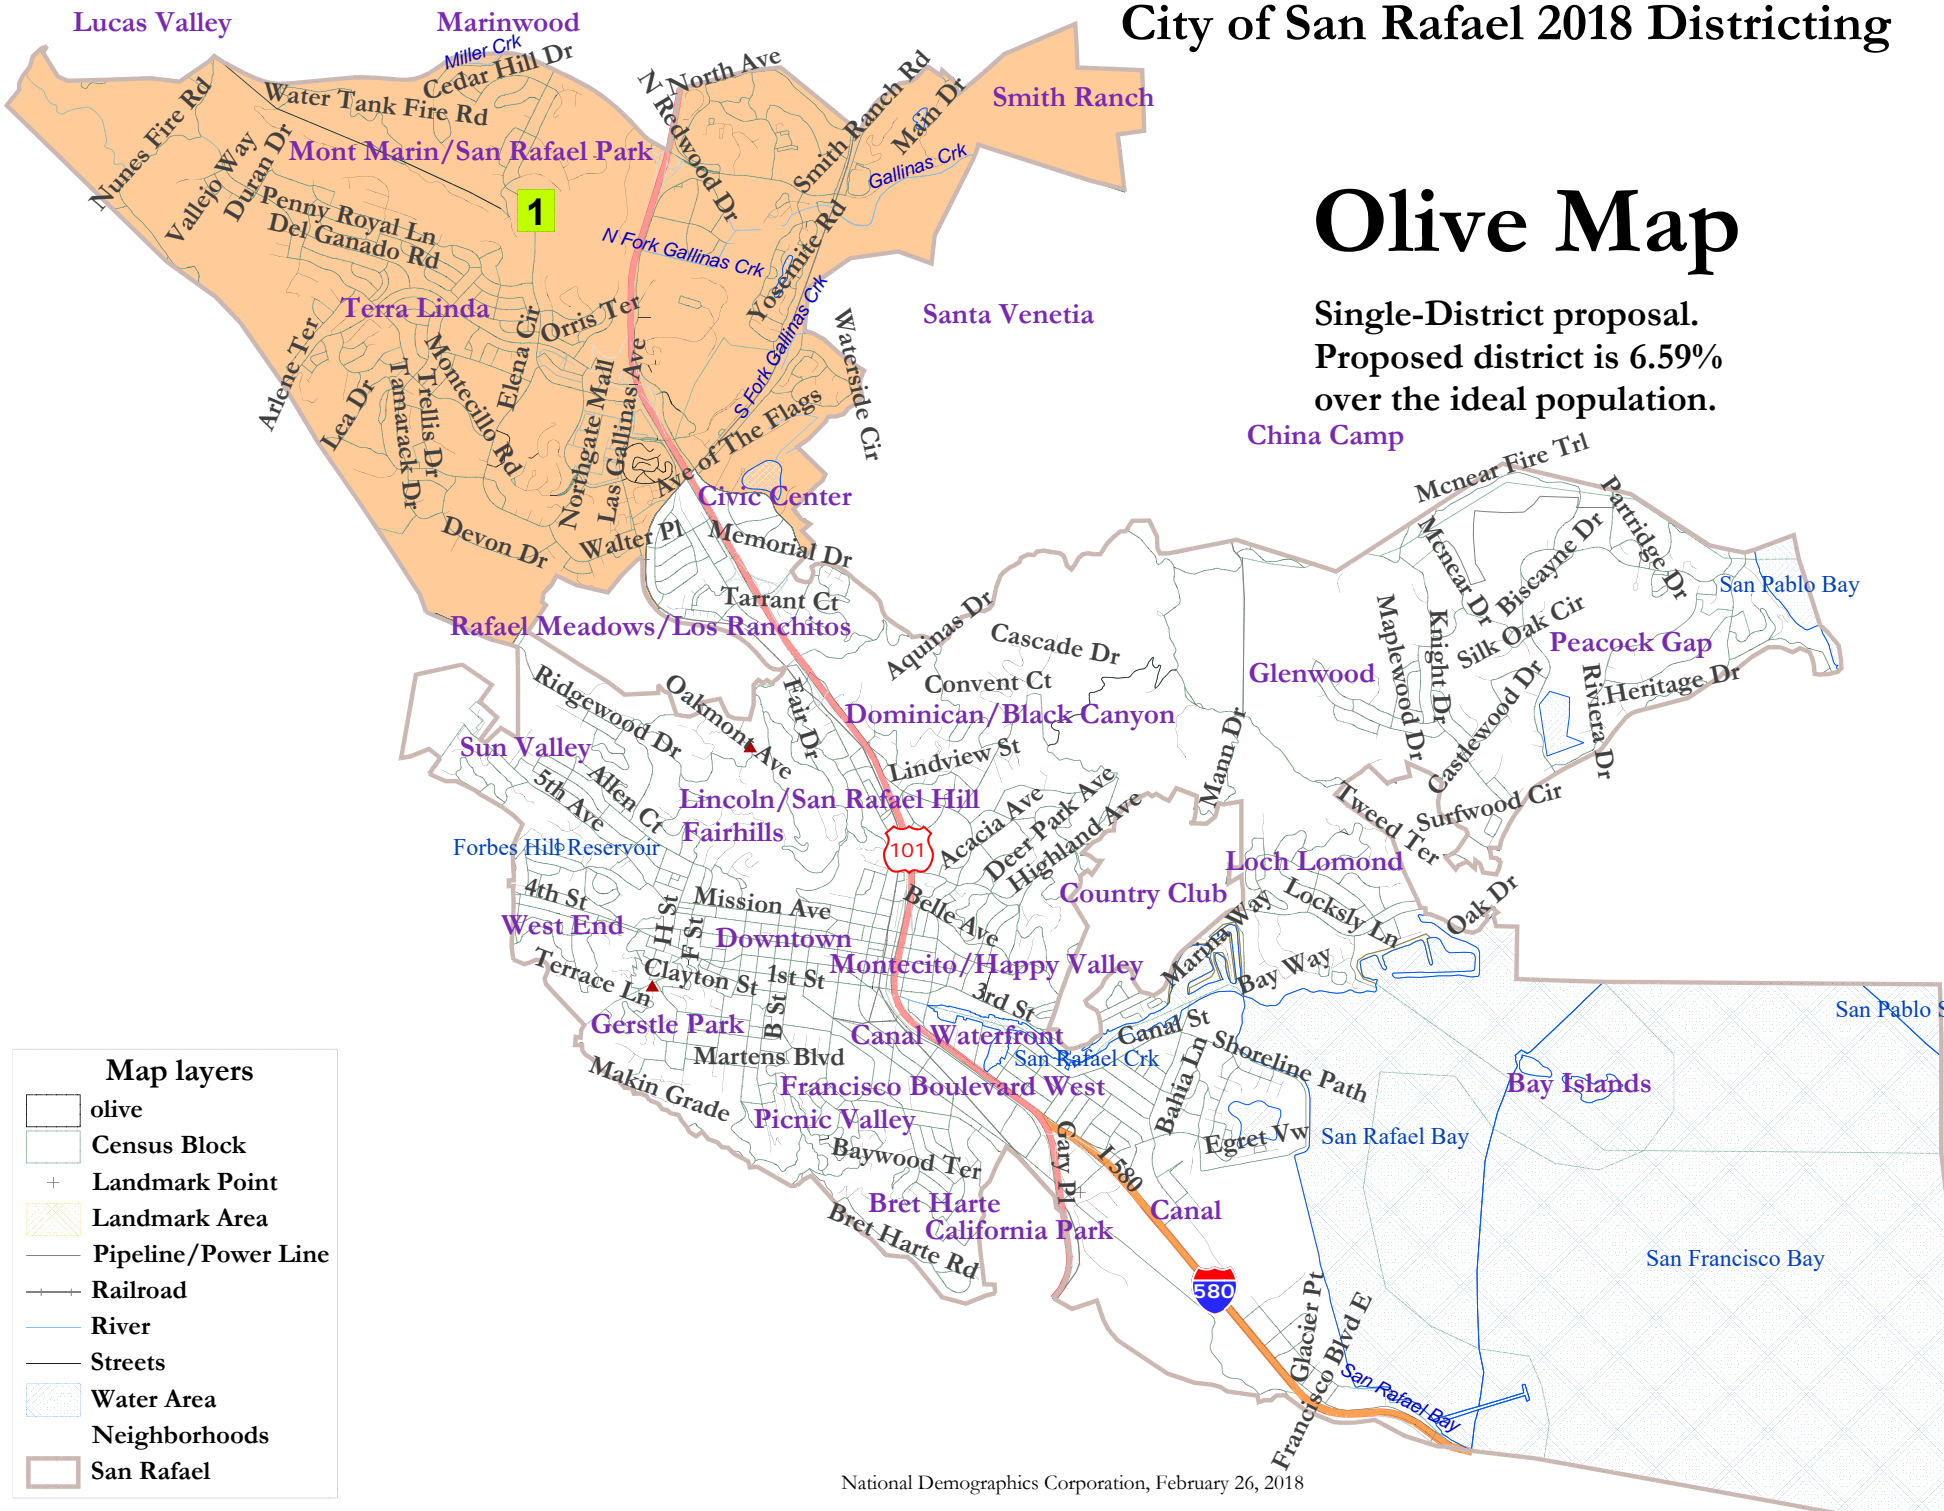 City of San Rafael 2018 Districting
Olive Map
Single-District proposal.
Proposed district is 6.59%
over the ideal population.
Lucas Valley
Marinwood
Miller Crk
Cedar Hill Dr
Water Tank Fire Rd
Nunes Fire Rd
Vallejo Way
Duran Dr
Mont Marin/San Rafael Park
1
Penny Royal Ln
Del Ganado Rd
Terra Linda
N Redwood Dr
North Ave
Smith Ranch Rd
Main Dr
Smith Ranch
Gallinas Crk
N Fork Gallinas Crk
Yosemite Rd
S Fork Gallinas Crk
Santa Venetia
Waterside Cir
Orris Ter
Elena Cir
Arlene Ter
Lea Dr
Tamarack Dr
Trellis Dr
Montecillo Rd
Northgate Mall
Las Gallinas Ave
Ave of The Flags
Civic Center
Devon Dr
Walter Pl
Memorial Dr
Tarrant Ct
Rafael Meadows/Los Ranchitos
China Camp
Mcnear Fire Trl
Partridge Dr
Mcnear Dr
Biscayne Dr
San Pablo Bay
Silk Oak Cir
Maplewood Dr
Knight Dr
Peacock Gap
Glenwood
Castlewood Dr
Riviera Dr
Heritage Dr
Aquinas Dr
Cascade Dr
Convent Ct
Dominican/Black Canyon
Lindview St
Mann Dr
Tweed Ter
Surfwood Cir
Ridgewood Dr
Oakmont Ave
Fair Dr
Sun Valley
5th Ave
Allen Ct
Lincoln/San Rafael Hill
Fairhills
Forbes Hill Reservoir
101
Acacia Ave
Deer Park Ave
Highland Ave
Loch Lomond
Country Club
Locksly Ln
Oak Dr
Marina Way
Bay Way
4th St
West End
H St
F St
Mission Ave
Downtown
Belle Ave
Montecito/Happy Valley
Terrace Ln
Clayton St
1st St
B St
3rd St
Gerstle Park
Canal Waterfront
Canal St
San Rafael Crk
Martens Blvd
Makin Grade
Francisco Boulevard West
Picnic Valley
Bahia Ln
Shoreline Path
Egret Vw
San Rafael Bay
Bay Islands
San Pablo S
Baywood Ter
Gary Pl
I 580
Canal
Bret Harte
California Park
Bret Harte Rd
San Francisco Bay
580
Glacier Pt
Francisco Blvd E
San Rafael Bay
Map layers
olive
Census Block
Landmark Point
Landmark Area
Pipeline/Power Line
Railroad
River
Streets
Water Area
Neighborhoods
San Rafael
National Demographics Corporation, February 26, 2018